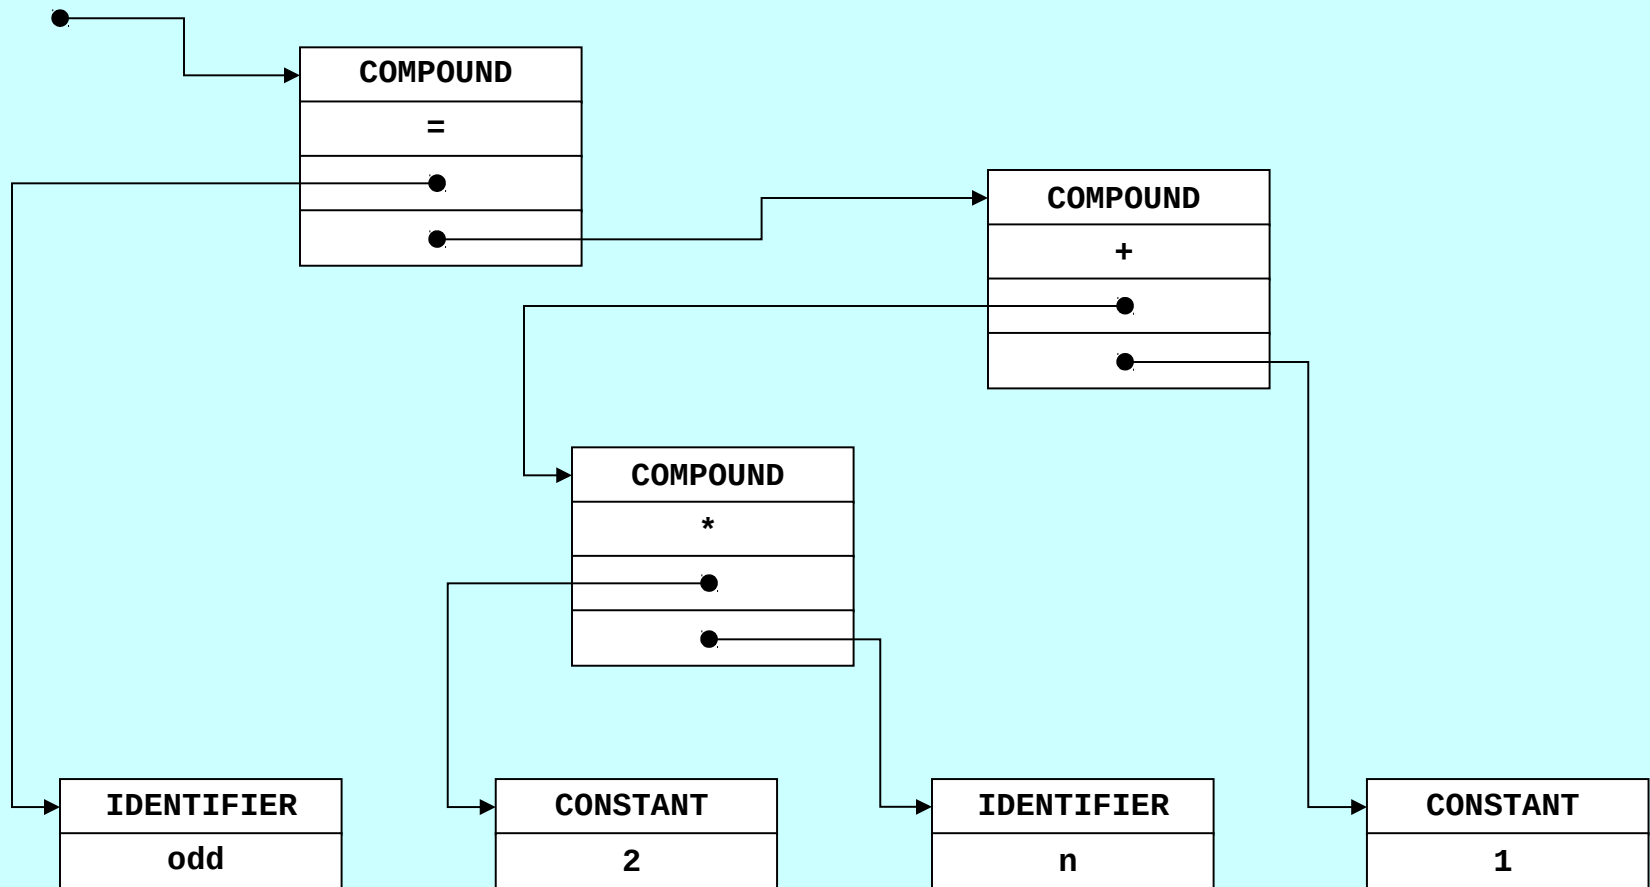 COMPOUND
=
COMPOUND
+
COMPOUND
*
IDENTIFIER
odd
CONSTANT
2
IDENTIFIER
n
CONSTANT
1